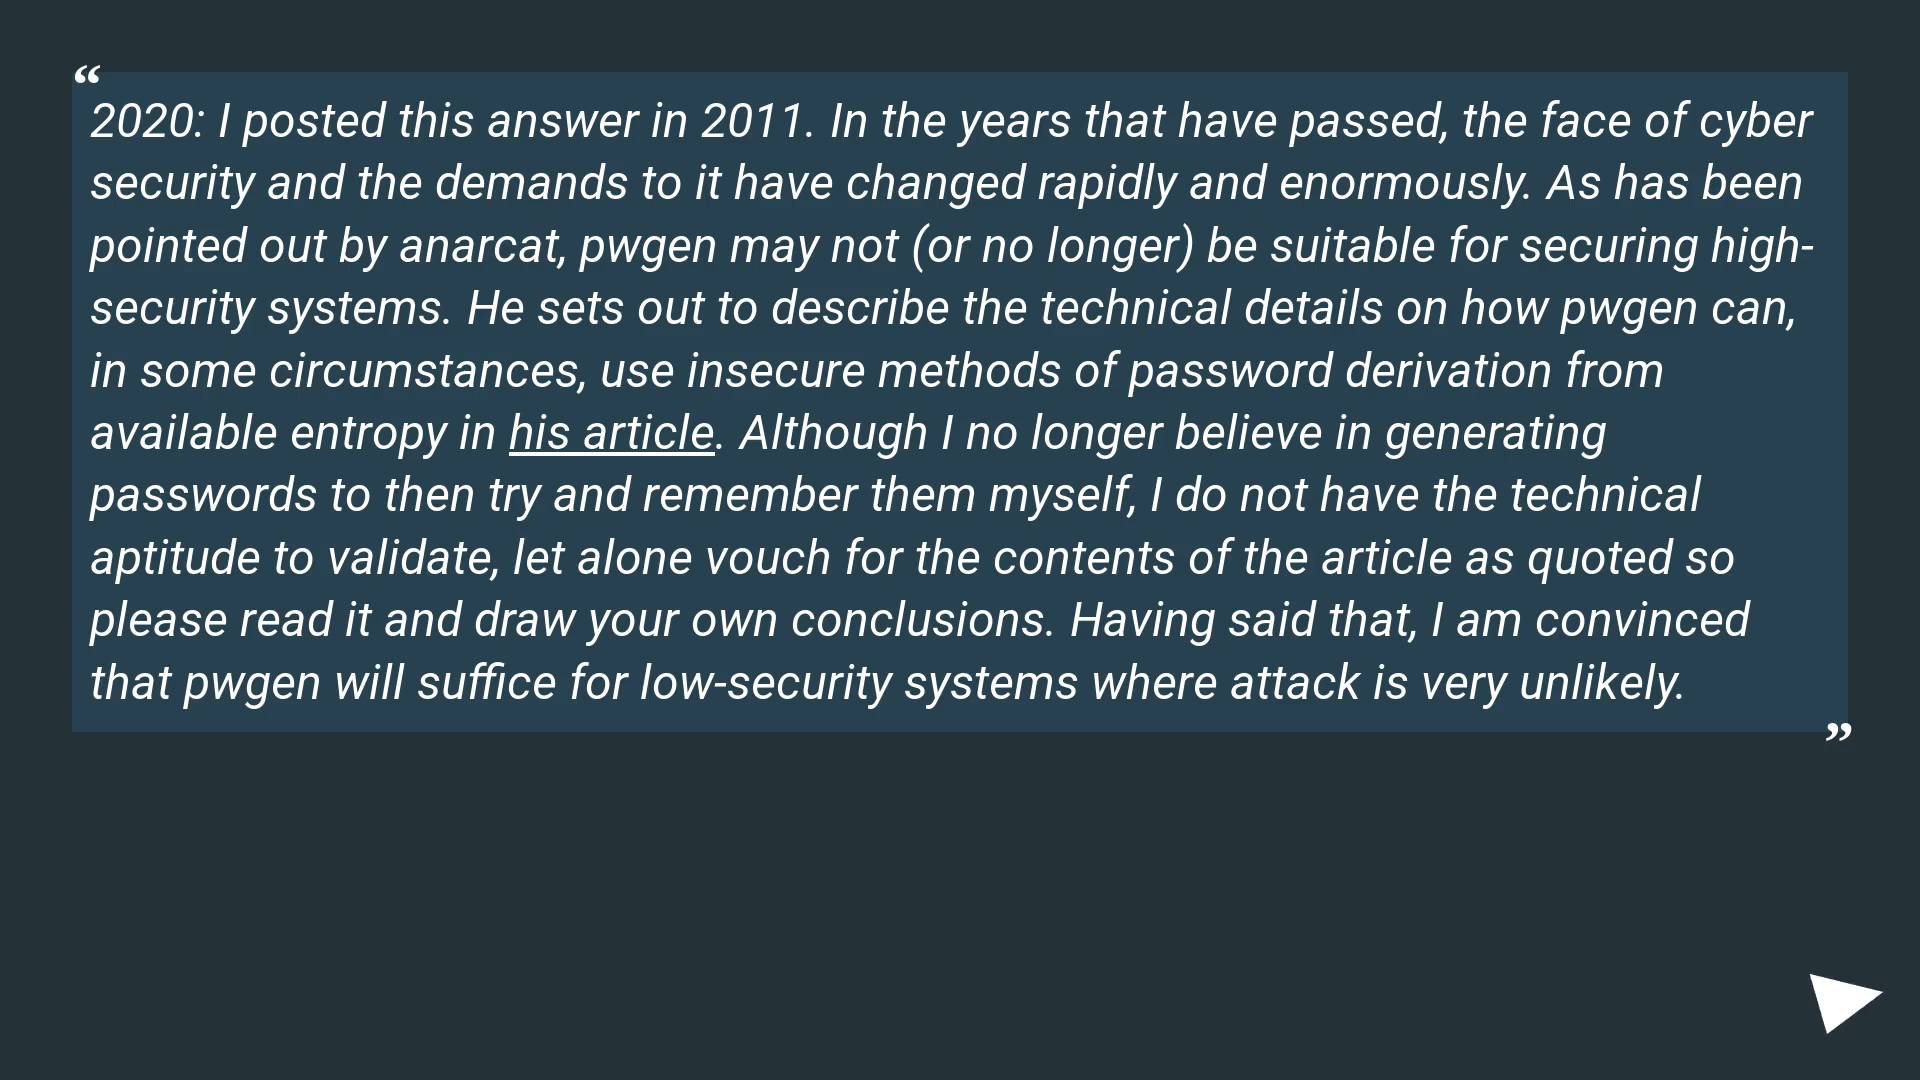 “
2020: I posted this answer in 2011. In the years that have passed, the face of cyber
security and the demands to it have changed rapidly and enormously. As has been
pointed out by anarcat, pwgen may not (or no longer) be suitable for securing high-
security systems. He sets out to describe the technical details on how pwgen can,
in some circumstances, use insecure methods of password derivation from
available entropy in his article. Although I no longer believe in generating
passwords to then try and remember them myself, I do not have the technical
aptitude to validate, let alone vouch for the contents of the article as quoted so
please read it and draw your own conclusions. Having said that, I am convinced
that pwgen will suffice for low-security systems where attack is very unlikely.
”